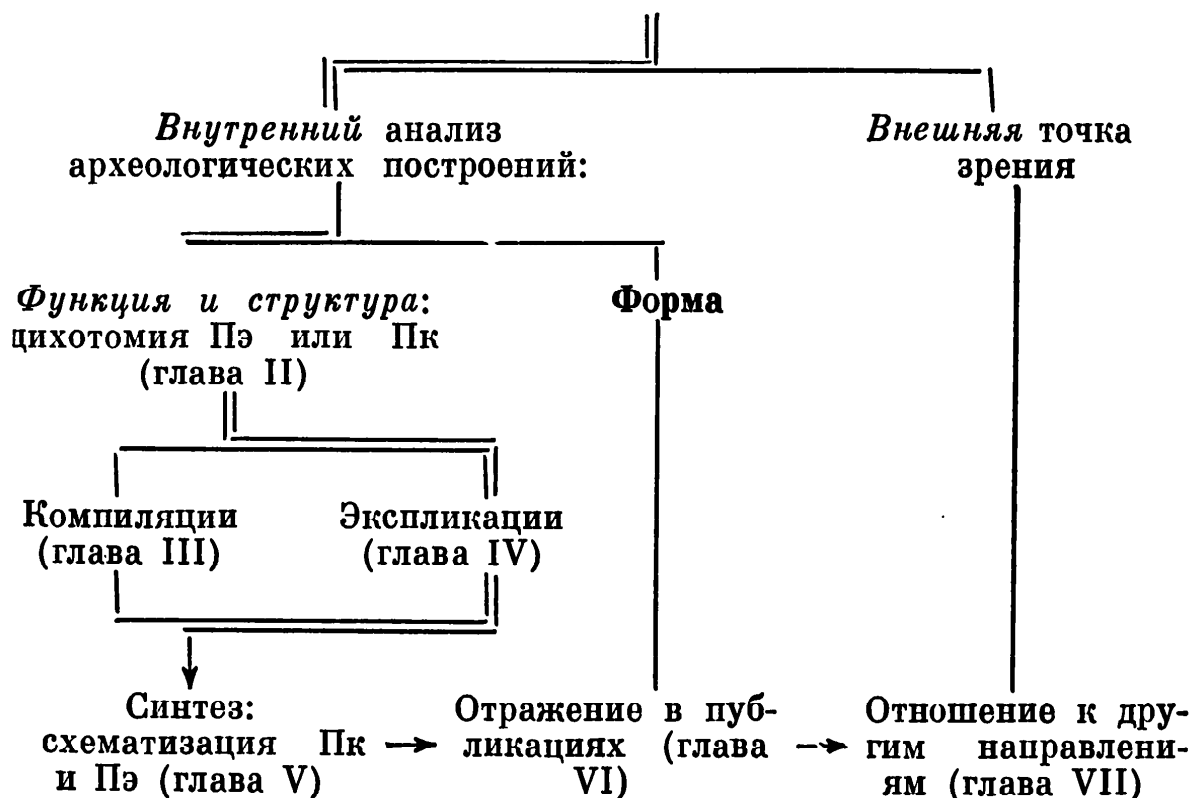 Внутренний анализ
археологических построений:
Внешняя точка
зрения
Функция и структура:
дихотомия Пэ или Пк
(глава II)
Форма
Компиляции
(глава III)
Экспликации
(глава IV)
Синтез:
схематизация Пк
и Пэ (глава V)
Отражение в пуб-
ликациях (глава
VI)
Отношение к дру-
гим направлени-
ям (глава VII)